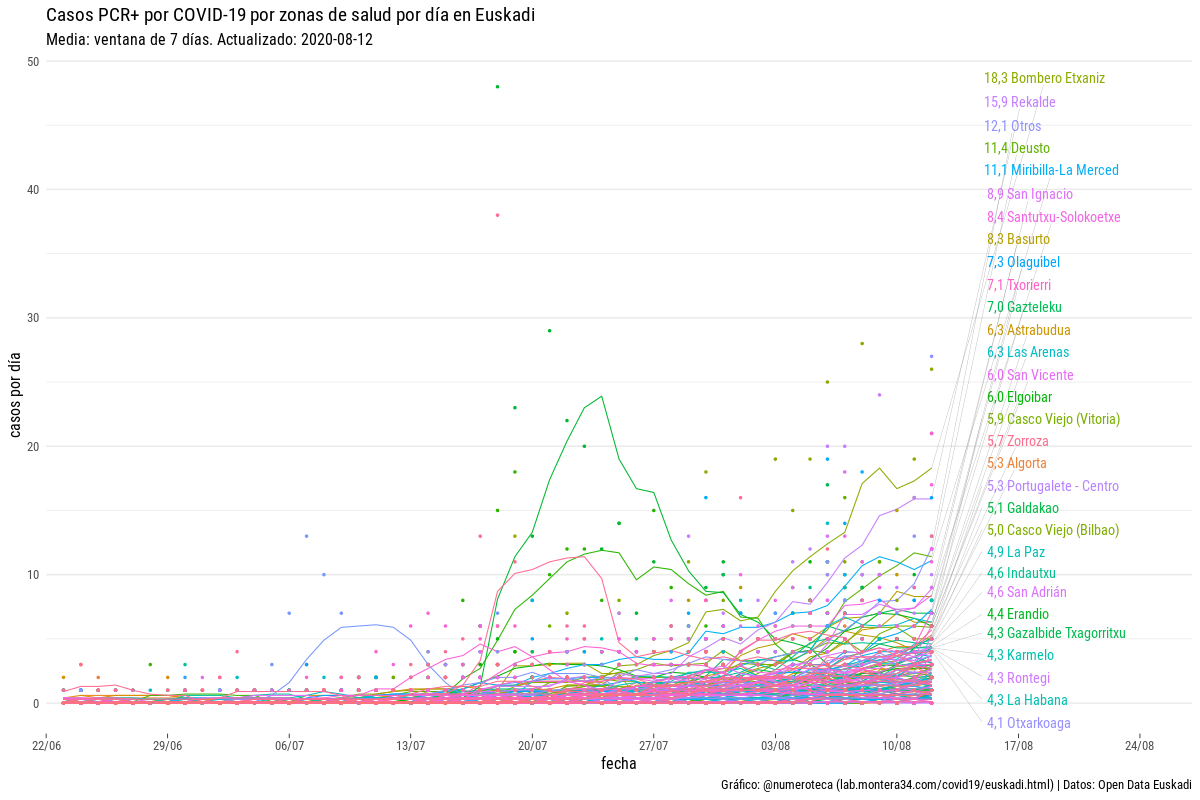 Casos PCR+ por COVID-19 por zonas de salud por día en Euskadi
Media: ventana de 7 días. Actualizado: 2020-08-12
50
40
30
20
10
0
casos por día
18,3 Bombero Etxaniz
15,9 Rekalde
12,1 Otros
11,4 Deusto
11,1 Miribilla-La Merced
8,9 San Ignacio
8,4 Santutxu-Solokoetxe
8,3 Basurto
7,3 Olaguibel
7,1 Txorierri
7,0 Gazteleku
6,3 Astrabudua
6,3 Las Arenas
6,0 San Vicente
6,0 Elgoibar
5,9 Casco Viejo (Vitoria)
5,7 Zorroza
5,3 Algorta
5,3 Portugalete - Centro
5,1 Galdakao
5,0 Casco Viejo (Bilbao)
4,9 La Paz
4,6 Indautxu
4,6 San Adrián
4,4 Erandio
4,3 Gazalbide Txagorritxu
4,3 Karmelo
4,3 Rontegi
4,3 La Habana
4,1 Otxarkoaga
22/06
29/06
06/07
13/07
20/07
27/07
03/08
10/08
17/08
24/08
fecha
Gráfico: @numeroteca (lab.montera34.com/covid19/euskadi.html) | Datos: Open Data Euskadi